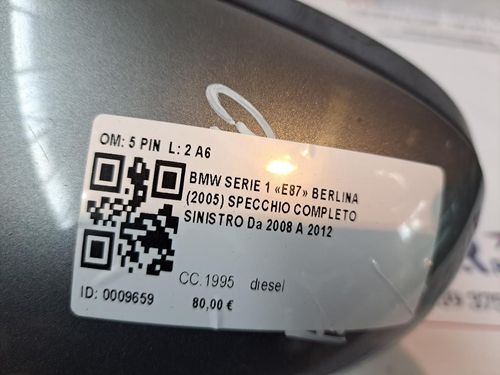 OM: 5 PIN L: 2 A6
BMW SERIE 1 «E87» BERLINA
(2005) SPECCHIO COMPLETO
SINISTRO Da 2008 A 2012
CC.1995 diesel
ID: 0009659
80,00 €